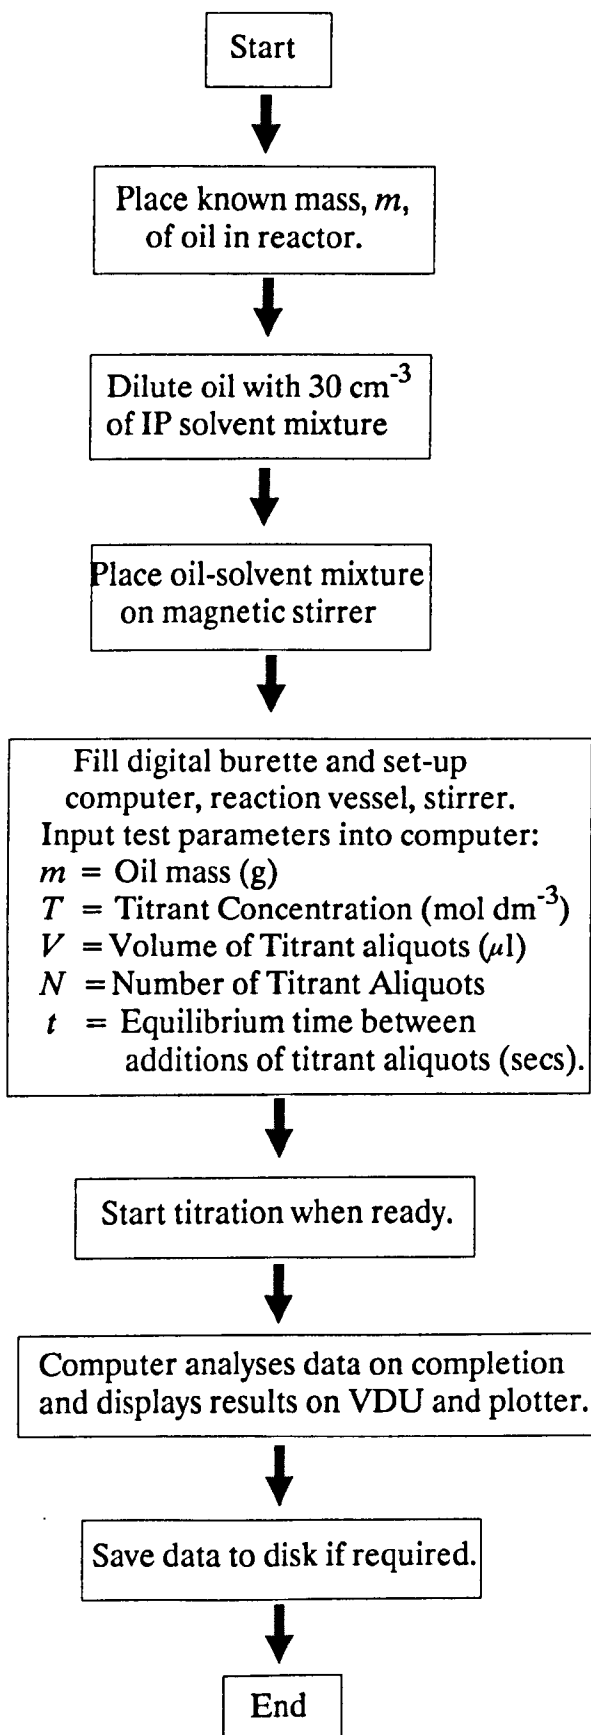 Start
Place known mass, m,
of oil in reactor.
Dilute oil with 30 cm⁻³
of IP solvent mixture
Place oil-solvent mixture
on magnetic stirrer
Fill digital burette and set-up
computer, reaction vessel, stirrer.
Input test parameters into computer:
m = Oil mass (g)
T = Titrant Concentration (mol dm⁻³)
V = Volume of Titrant aliquots (μl)
N = Number of Titrant Aliquots
t = Equilibrium time between
additions of titrant aliquots (secs).
Start titration when ready.
Computer analyses data on completion
and displays results on VDU and plotter.
Save data to disk if required.
End